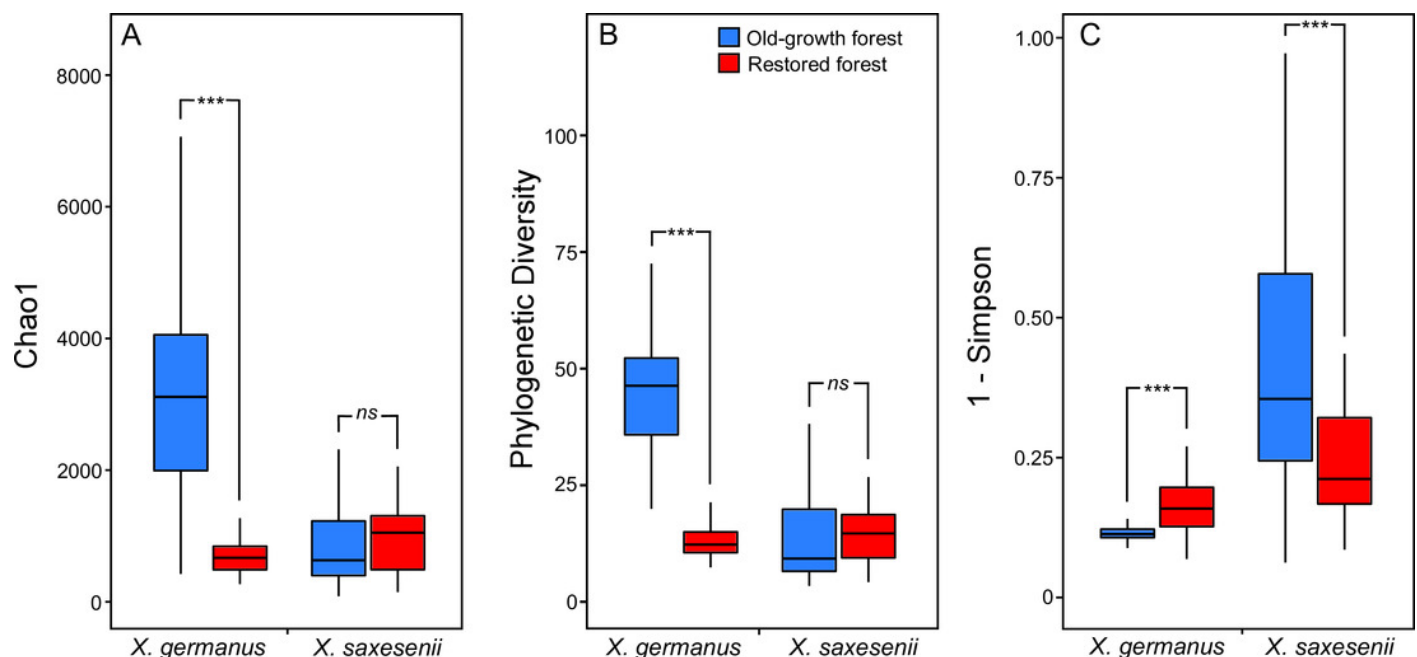 A
Chao1
8000
6000
4000
2000
0
***
ns
X. germanus
X. saxesenii
B
Old-growth forest
Restored forest
Phylogenetic Diversity
100
75
50
25
0
***
ns
X. germanus
X. saxesenii
C
1 - Simpson
1.00
0.75
0.50
0.25
0
***
***
X. germanus
X. saxesenii